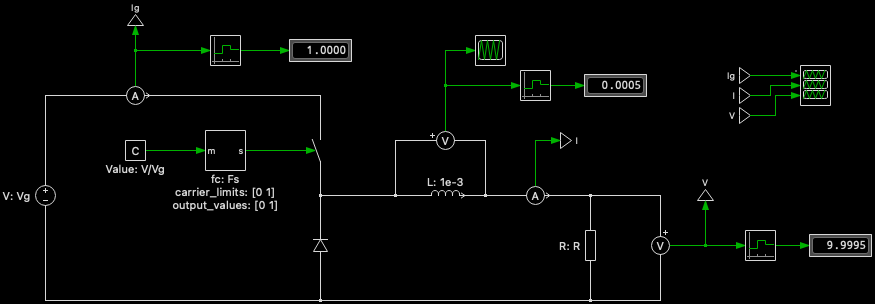 Ig
1.0000
A
V
0.0005
Ig
I
V
C
m
s
Value: V/Vg
fc: Fs
carrier_limits: [0 1]
output_values: [0 1]
V
I
V: Vg
L: 1e-3
A
V
R: R
V
9.9995